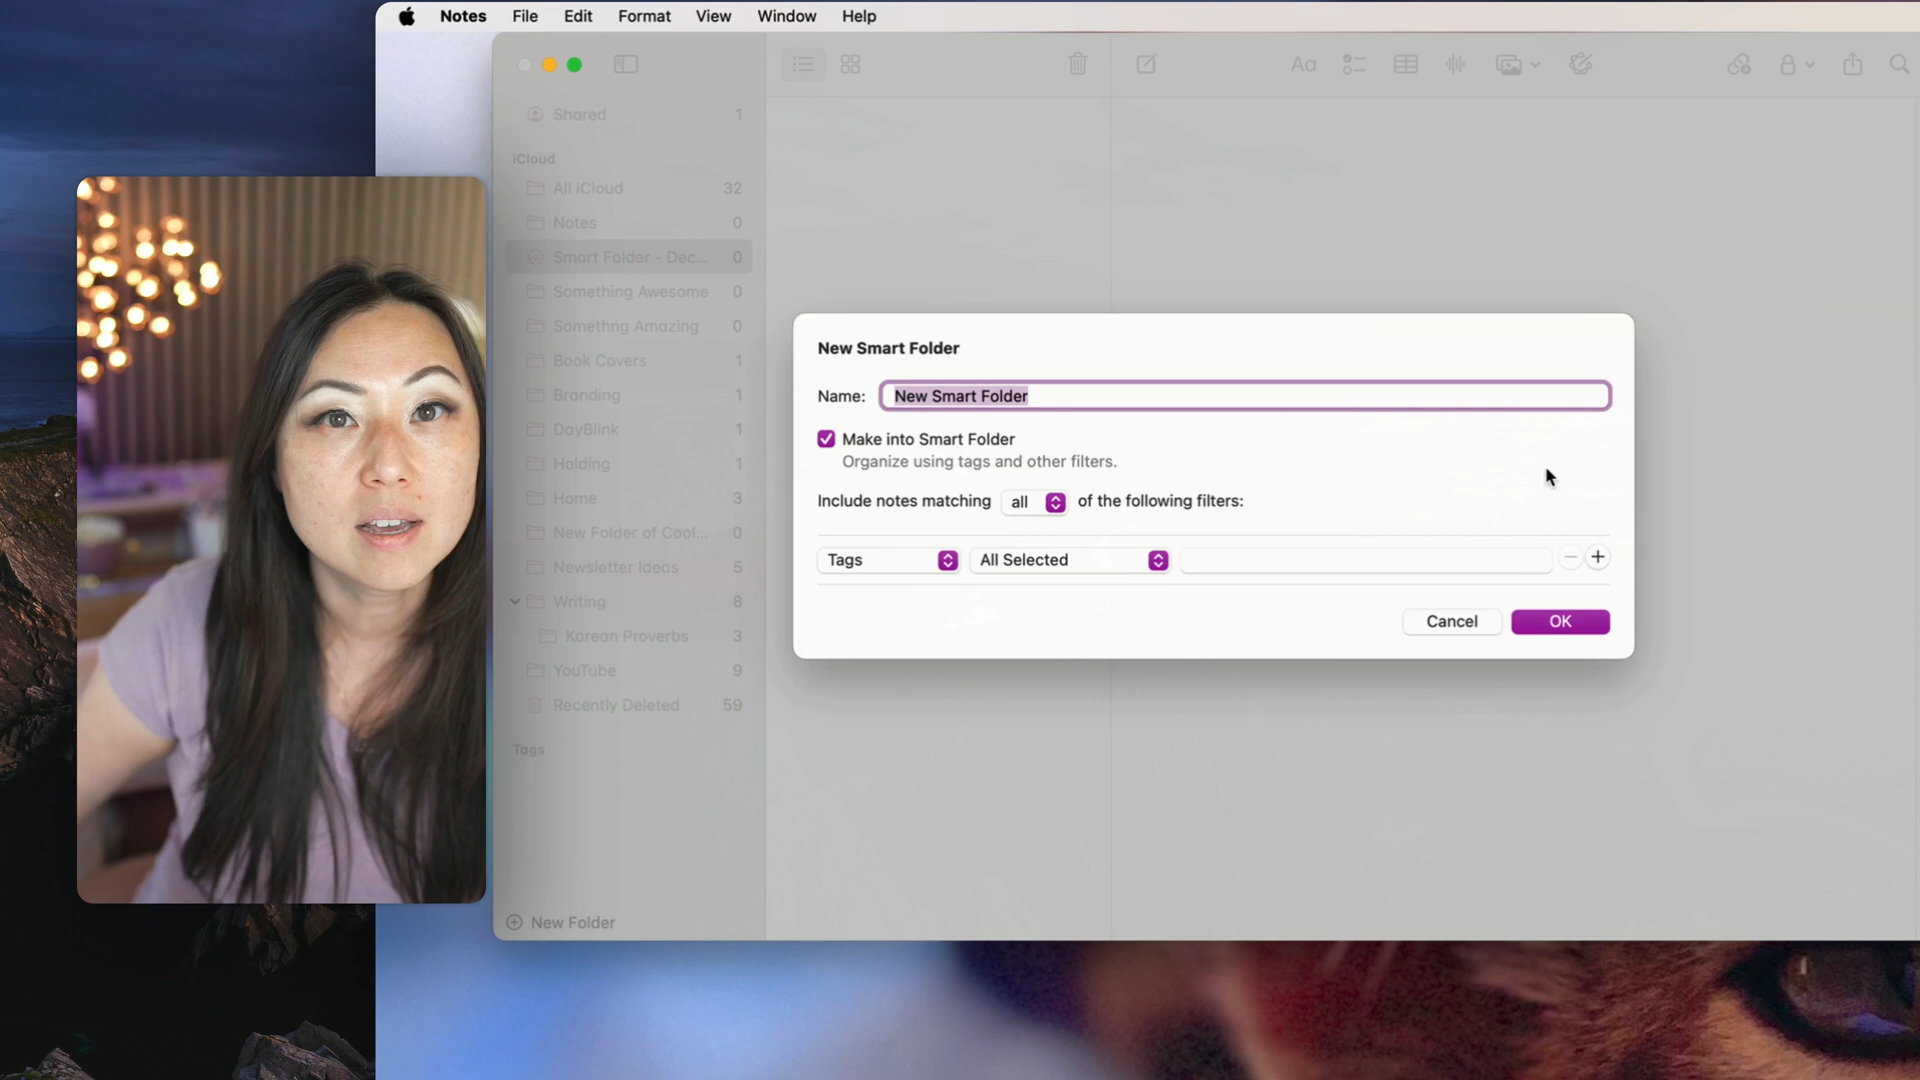 Notes File Edit Format View Window Help
Shared 1
iCloud
All iCloud 32
Notes 0
Smart Folder - Dec... 0
Something Awesome 0
Somethng Amazing 0
Book Covers 1
Branding 1
DayBlink 1
Holding 1
Home 3
New Folder of Cool... 0
Newsletter Ideas 5
Writing 8
Korean Proverbs 3
YouTube 9
Recently Deleted 59
Tags
New Folder
Aa
New Smart Folder
Name: New Smart Folder
Make into Smart Folder
Organize using tags and other filters.
Include notes matching all of the following filters:
Tags All Selected
Cancel OK